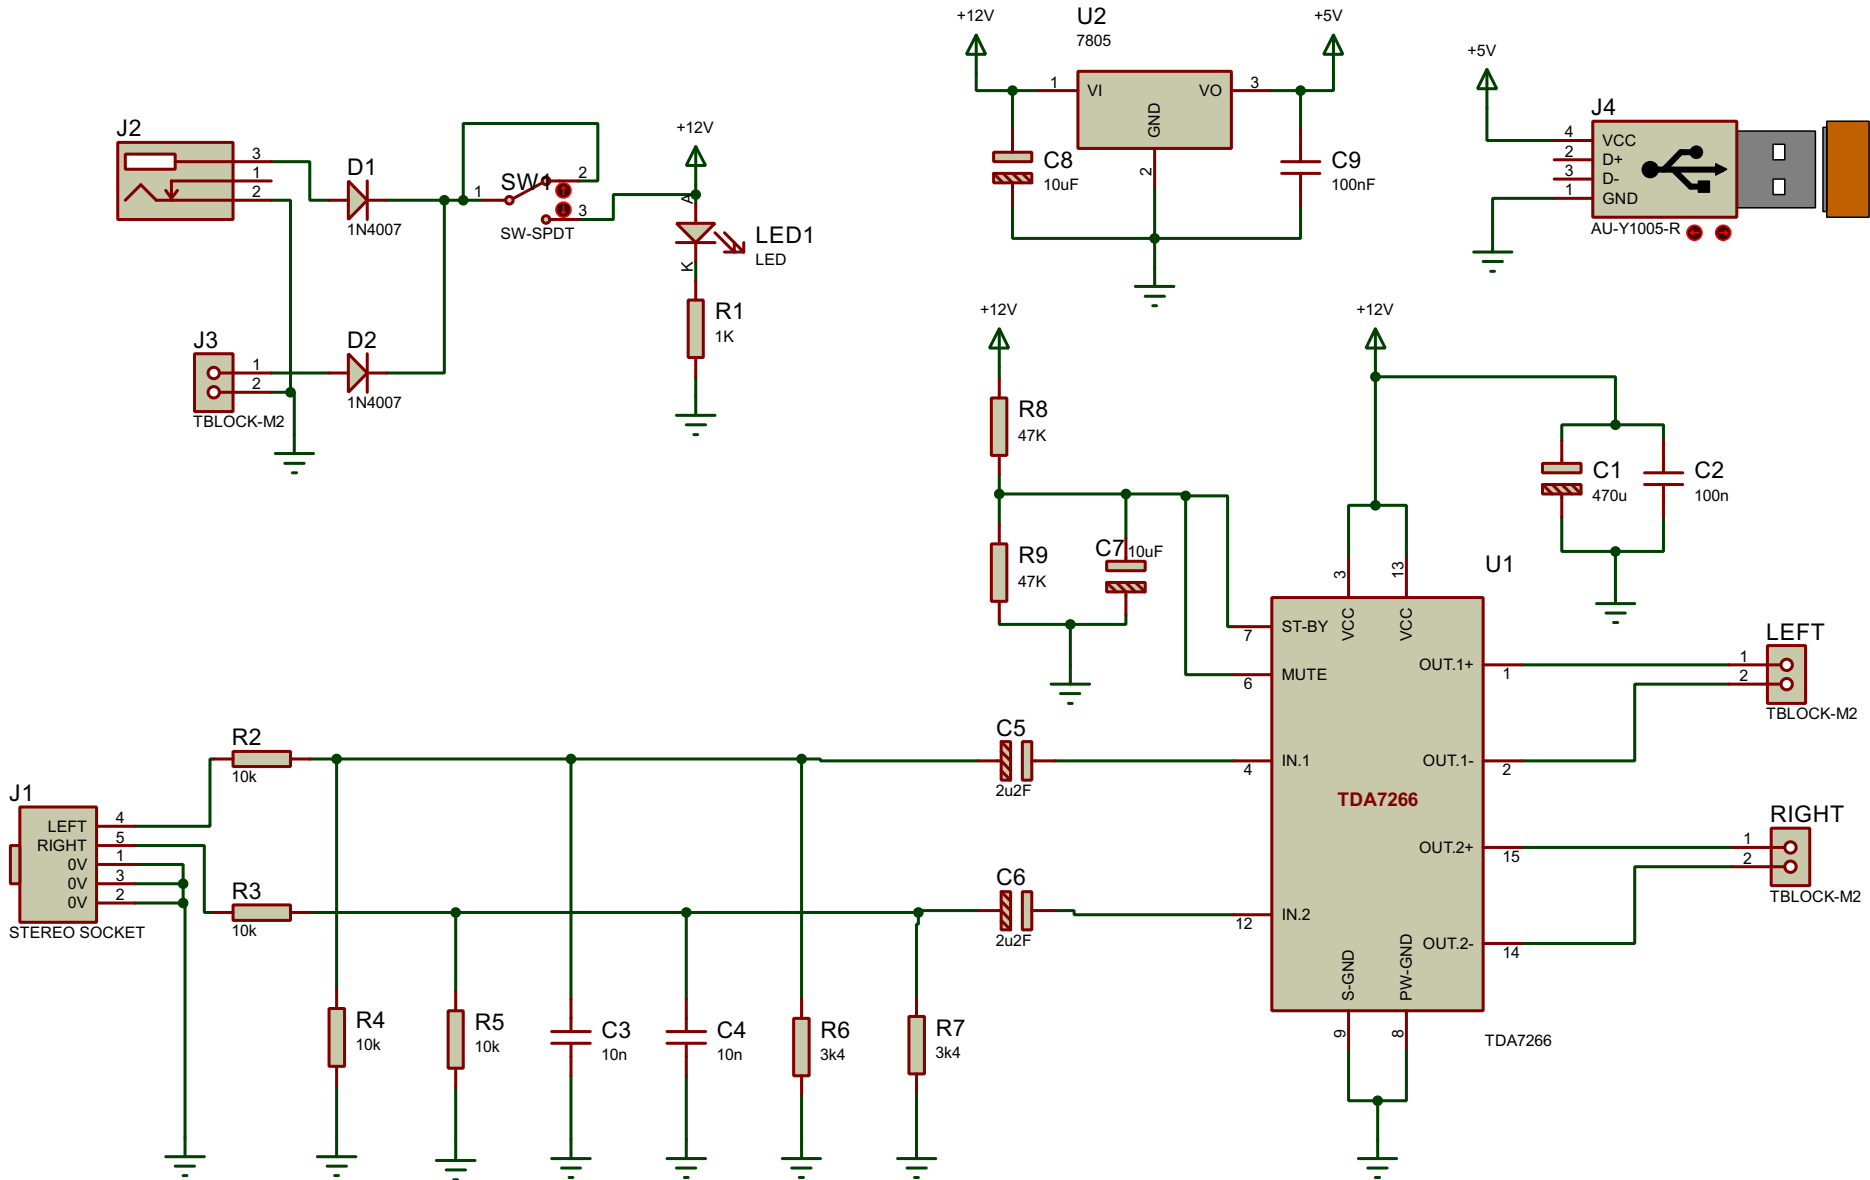 +12V
U2
7805
+5V
1
VI
VO
3
GND
2
C8
10uF
C9
100nF
+5V
J4
4
VCC
2
D+
3
D-
1
GND
AU-Y1005-R
J2
3
1
2
D1
1N4007
1
SW1
2
3
SW-SPDT
+12V
A
K
LED1
LED
R1
1K
J3
1
2
TBLOCK-M2
D2
1N4007
+12V
R8
47K
R9
47K
C7
10uF
+12V
C1
470u
C2
100n
U1
3
13
VCC
VCC
7
ST-BY
6
MUTE
OUT.1+
1
4
IN.1
OUT.1-
2
TDA7266
OUT.2+
15
12
IN.2
OUT.2-
14
S-GND
PW-GND
9
8
TDA7266
LEFT
1
2
TBLOCK-M2
RIGHT
1
2
TBLOCK-M2
J1
LEFT
4
RIGHT
5
0V
1
0V
3
0V
2
STEREO SOCKET
R2
10k
R3
10k
C5
2u2F
C6
2u2F
R4
10k
R5
10k
C3
10n
C4
10n
R6
3k4
R7
3k4